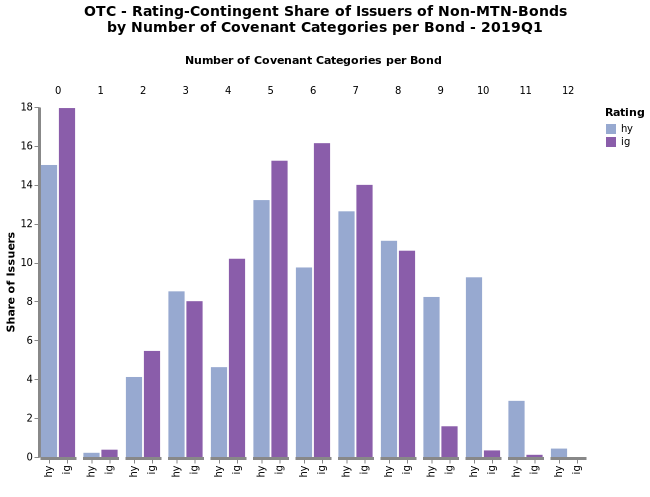 OTC - Rating-Contingent Share of Issuers of Non-MTN-Bonds
by Number of Covenant Categories per Bond - 2019Q1
Number of Covenant Categories per Bond
0 1 2 3 4 5 6 7 8 9 10 11 12
Rating
hy
ig
Share of Issuers
18
16
14
12
10
8
6
4
2
0
hy ig hy ig hy ig hy ig hy ig hy ig hy ig hy ig hy ig hy ig hy ig hy ig hy ig